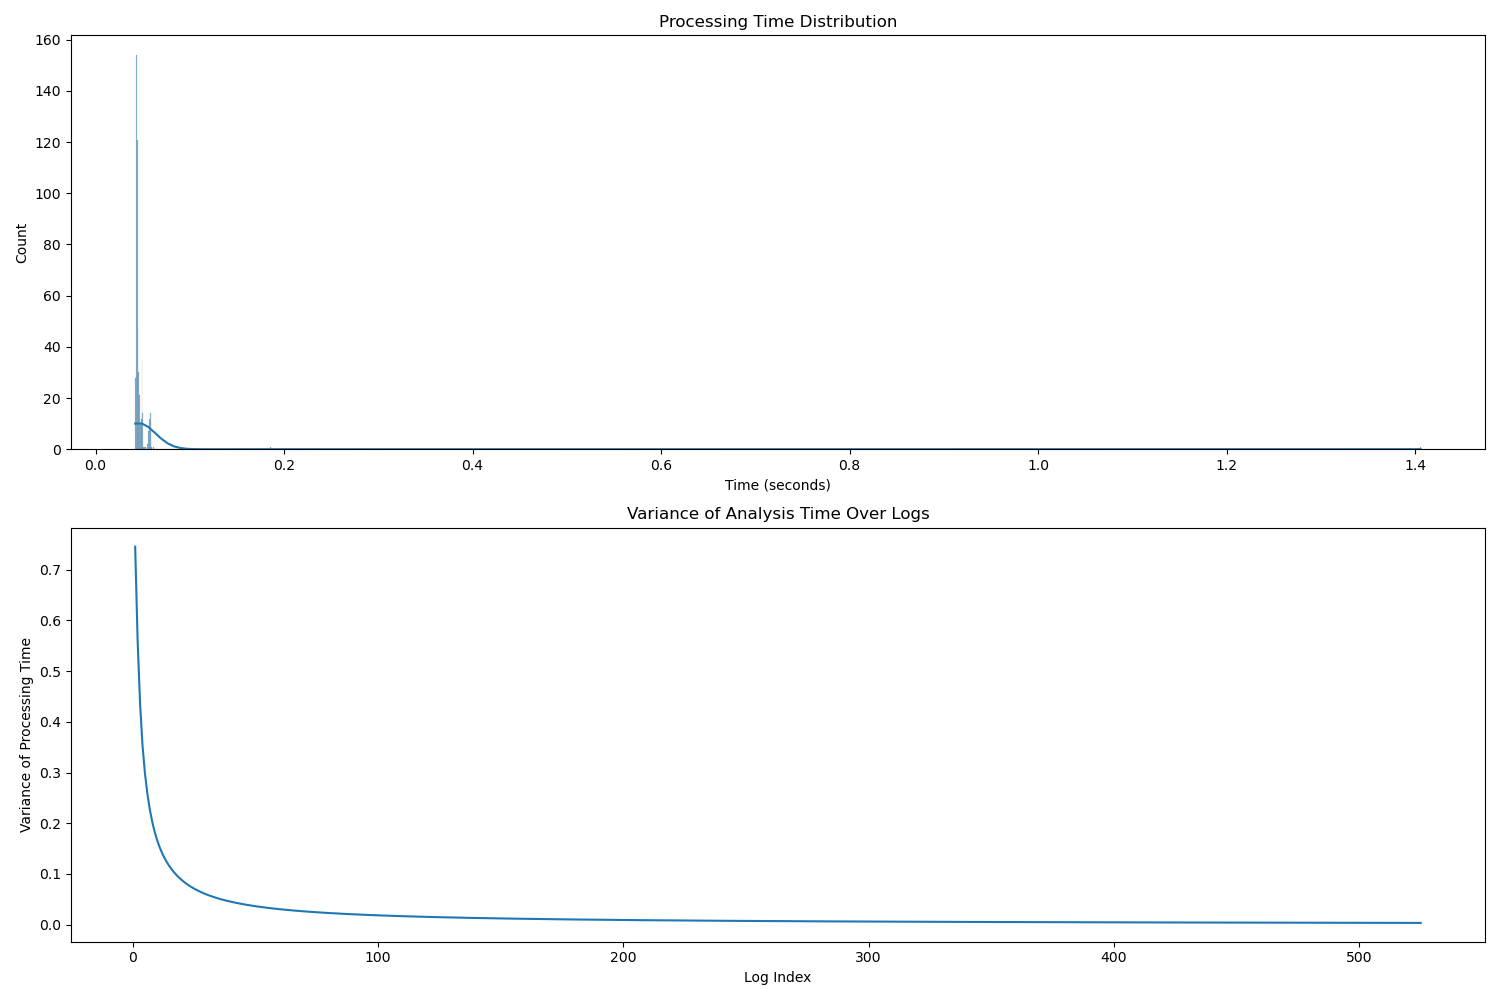 Processing Time Distribution
160
140
120
100
80
60
40
20
0
Count
0.0 0.2 0.4 0.6 0.8 1.0 1.2 1.4
Time (seconds)
Variance of Analysis Time Over Logs
0.7
0.6
0.5
0.4
0.3
0.2
0.1
0.0
Variance of Processing Time
0 100 200 300 400 500
Log Index